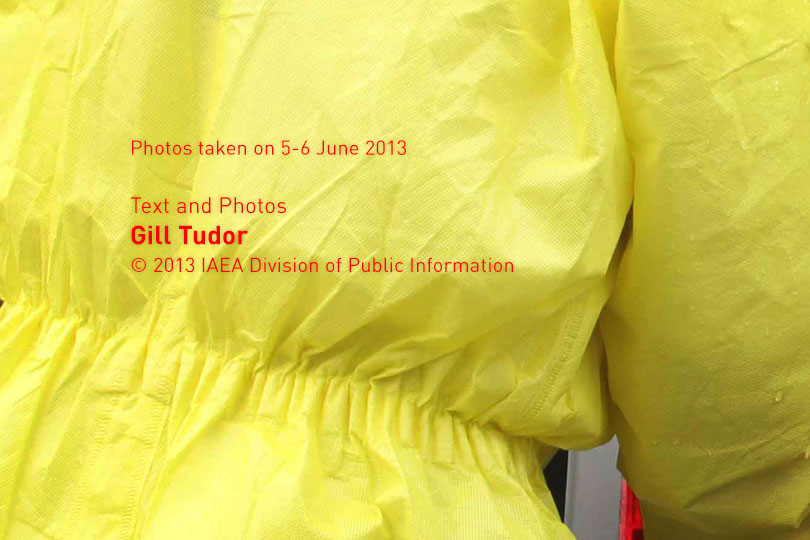 Photos taken on 5-6 June 2013
Text and Photos
Gill Tudor
© 2013 IAEA Division of Public Information